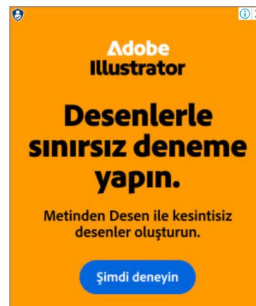 Adobe
Illustrator
Desenlerle
sınırsız deneme
yapın.
Metinden Desen ile kesintisiz
desenler oluşturun.
Şimdi deneyin